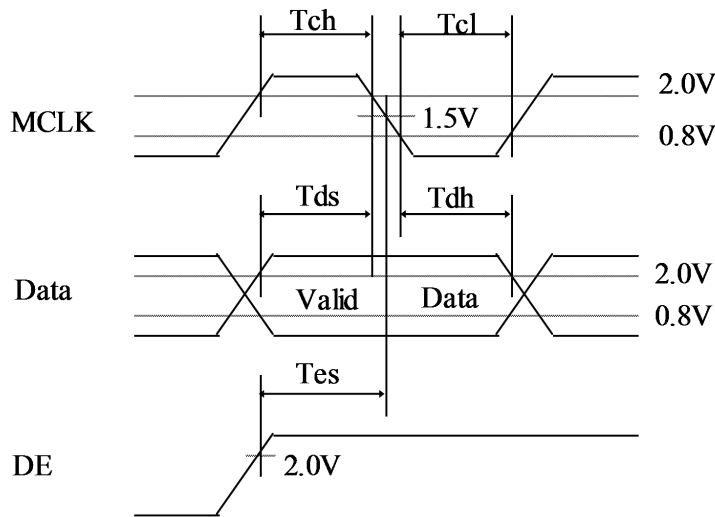 Tch Tcl
2.0V
MCLK 1.5V
0.8V
Tds Tdh
2.0V
Data Valid Data
0.8V
Tes
DE 2.0V